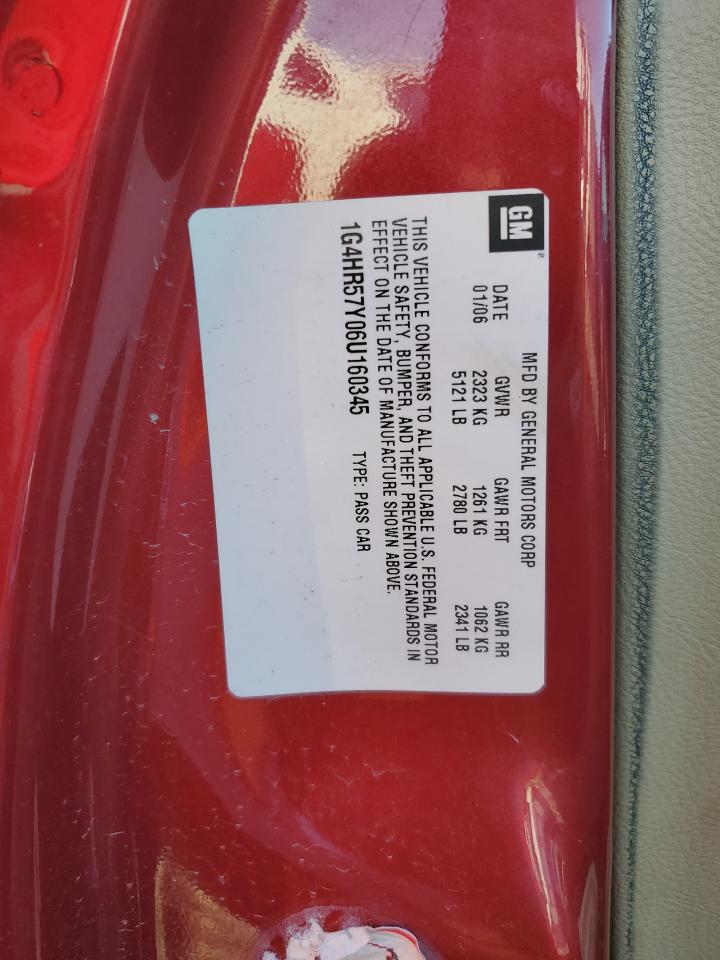 GM
MFD BY GENERAL MOTORS CORP
DATE GVWR GAWR FRT GAWR RR
01/06 2323 KG 1261 KG 1062 KG
5121 LB 2780 LB 2341 LB
THIS VEHICLE CONFORMS TO ALL APPLICABLE U.S. FEDERAL MOTOR
VEHICLE SAFETY, BUMPER, AND THEFT PREVENTION STANDARDS IN
EFFECT ON THE DATE OF MANUFACTURE SHOWN ABOVE.
1G4HR57Y06U160345 TYPE: PASS CAR